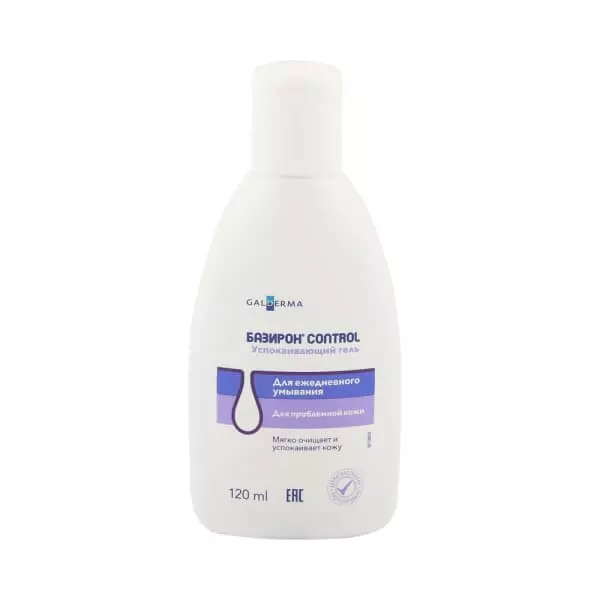 GALDERMA
БАЗИРОН® CONTROL
Успокаивающий гель
Для ежедневного
умывания
Для проблемной кожи
Мягко очищает и
успокаивает кожу
120 ml
EAC